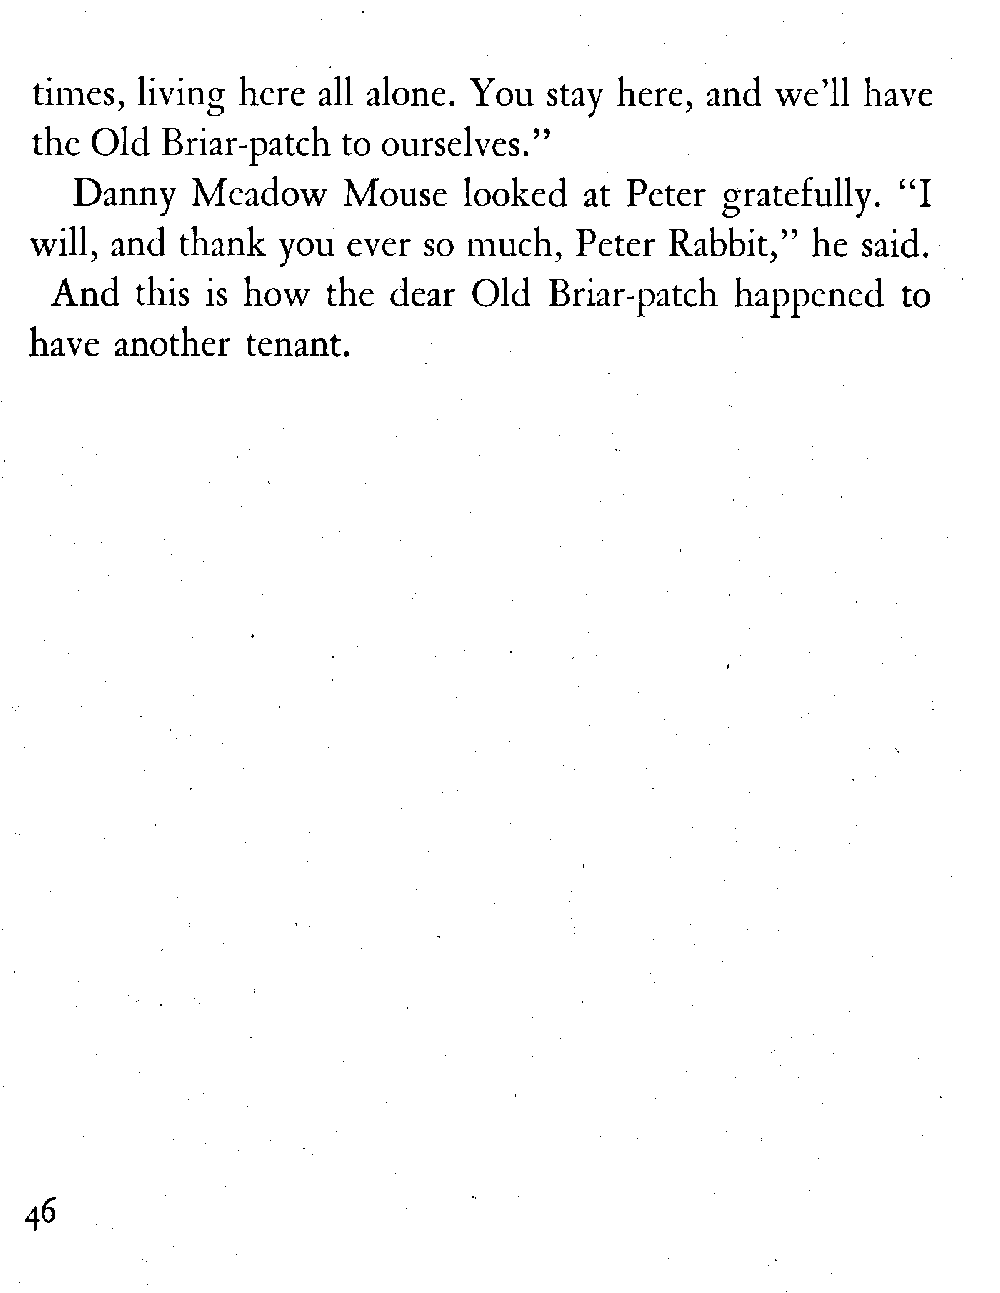 times, living here all alone. You stay here, and we'll have
the Old Briar-patch to ourselves."
Danny Meadow Mouse looked at Peter gratefully. "I
will, and thank you ever so much, Peter Rabbit," he said.
And this is how the dear Old Briar-patch happened to
have another tenant.
46